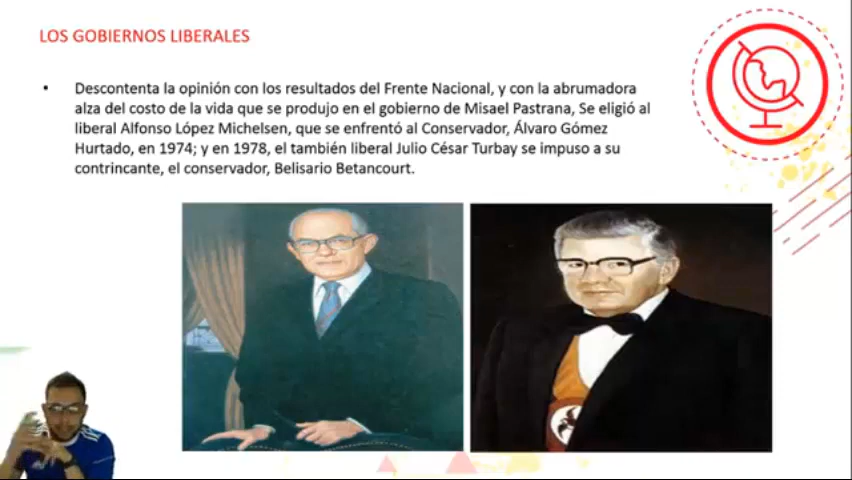 LOS GOBIERNOS LIBERALES
• Descontenta la opinión con los resultados del Frente Nacional, y con la abrumadora
alza del costo de la vida que se produjo en el gobierno de Misael Pastrana, Se eligió al
liberal Alfonso López Michelsen, que se enfrentó al Conservador, Álvaro Gómez
Hurtado, en 1974; y en 1978, el también liberal Julio César Turbay se impuso a su
contrincante, el conservador, Belisario Betancourt.